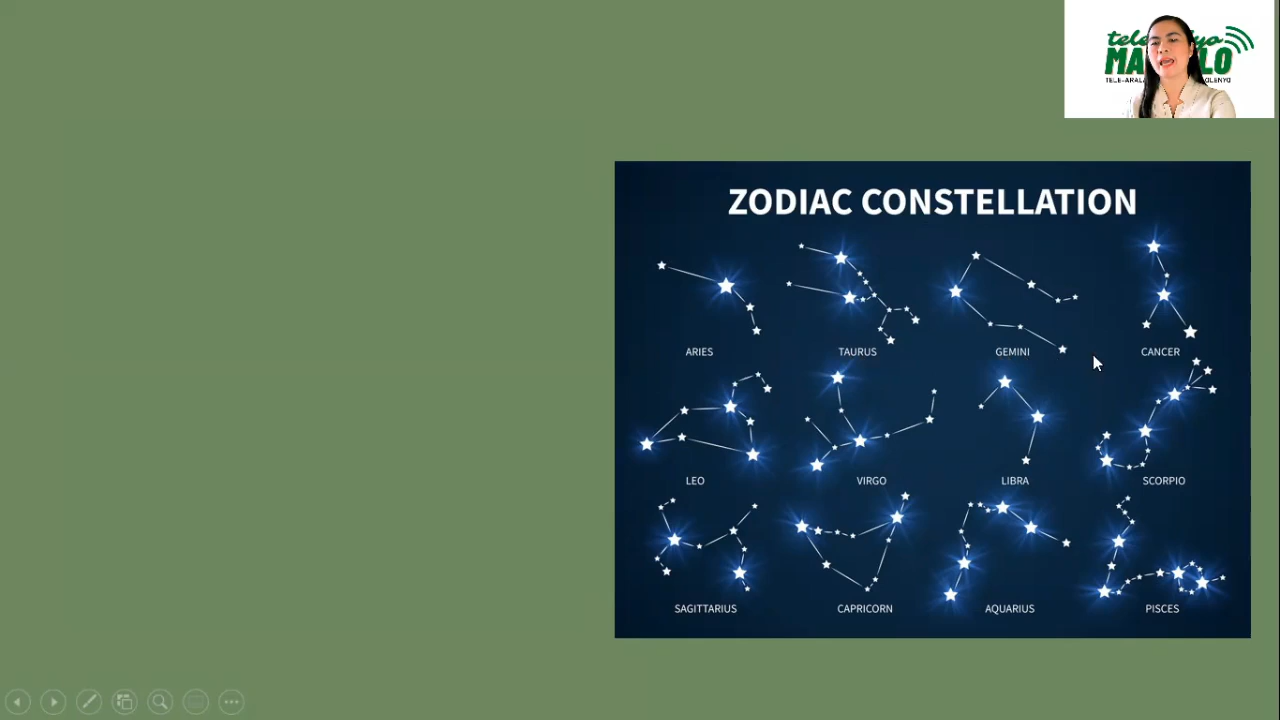 ZODIAC CONSTELLATION
ARIES
TAURUS
GEMINI
CANCER
LEO
VIRGO
LIBRA
SCORPIO
SAGITTARIUS
CAPRICORN
AQUARIUS
PISCES